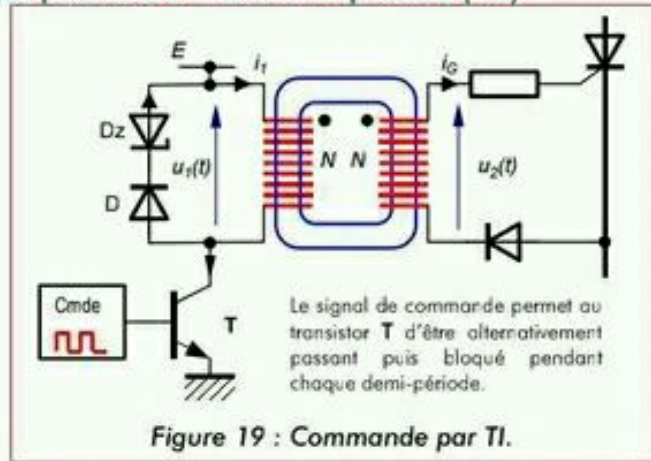 E
i₁
i_G
Dz
u₁(t)
N N
u₂(t)
D
Cmde
T
Le signal de commande permet au
transistor T d'être alternativement
passant puis bloqué pendant
chaque demi-période.
Figure 19 : Commande par TI.